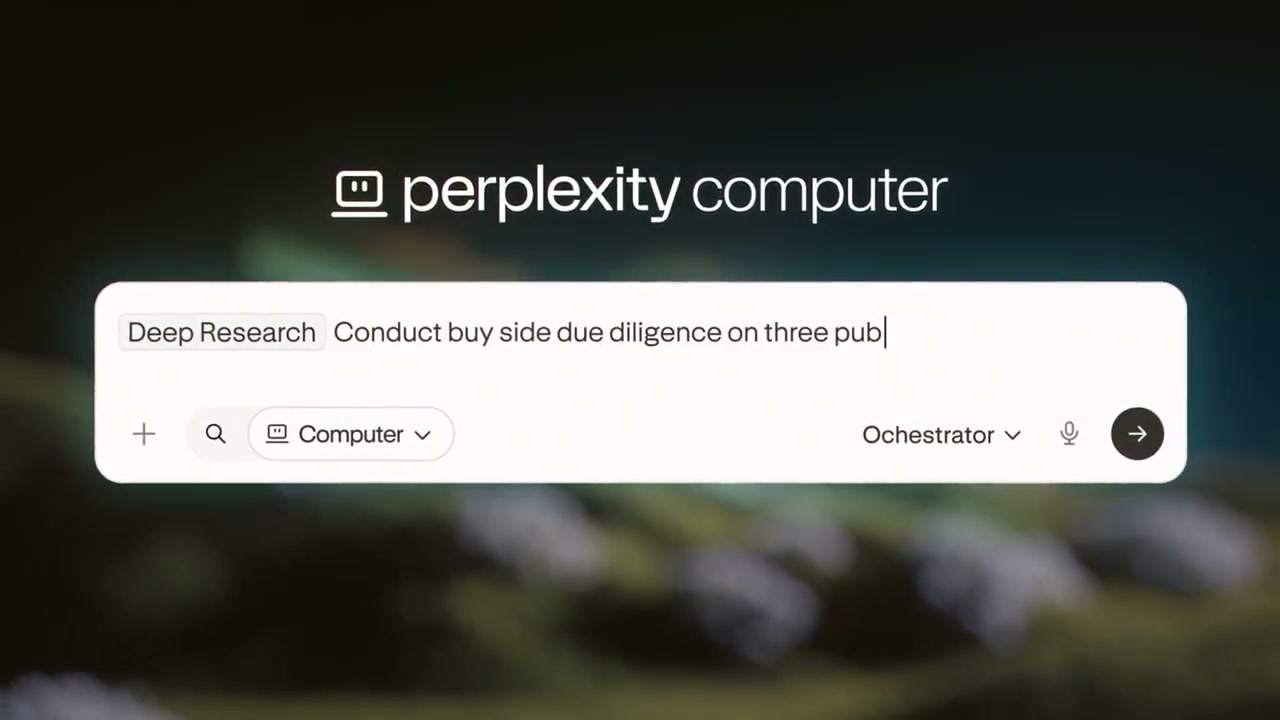 perplexity computer
Deep Research Conduct buy side due diligence on three pub
Computer
Ochestrator